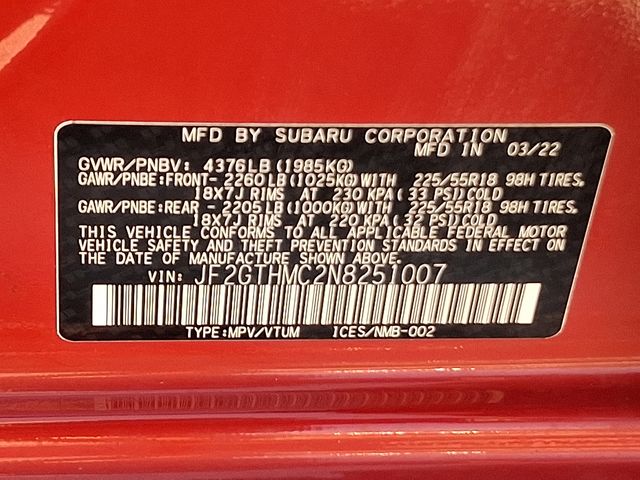 MFD BY SUBARU CORPORATION
MFD IN 03/22
GVWR/PNBV: 4376LB(1985KG)
GAWR/PNBE:FRONT- 2260LB(1025KG)WITH 225/55R18 98H TIRES,
18X7J RIMS AT 230 KPA( 33 PSI)COLD
GAWR/PNBE:REAR - 2205LB(1000KG)WITH 225/55R18 98H TIRES,
18X7J RIMS AT 220 KPA( 32 PSI)COLD
THIS VEHICLE CONFORMS TO ALL APPLICABLE FEDERAL MOTOR
VEHICLE SAFETY AND THEFT PREVENTION STANDARDS IN EFFECT ON
THE DATE OF MANUFACTURE SHOWN ABOVE.
VIN: JF2GTHMC2N8251007
TYPE:MPV/VTUM ICES/NMB-002